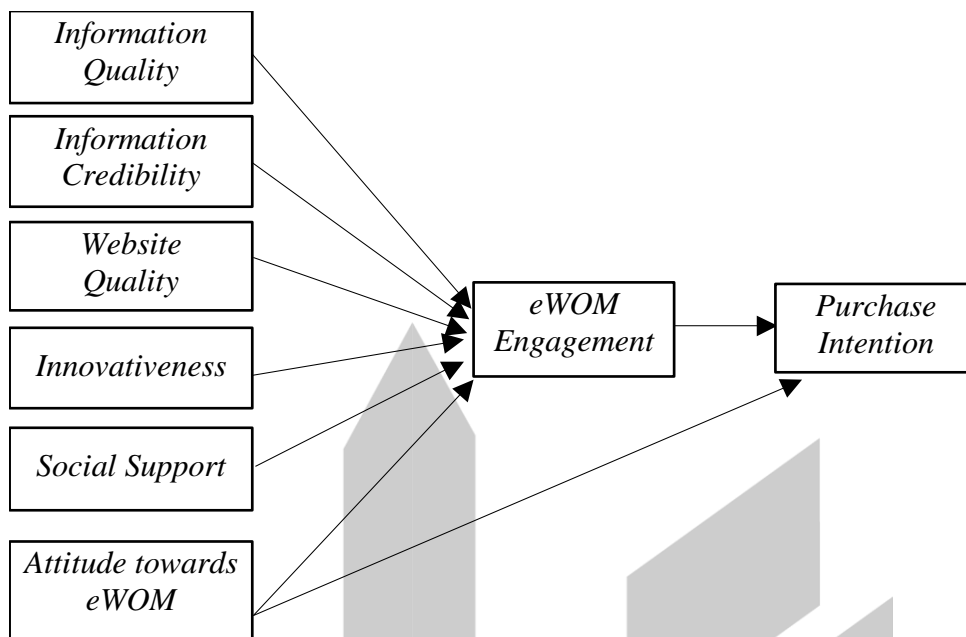 Information
Quality
Information
Credibility
Website
Quality
eWOM
Engagement
Purchase
Intention
Innovativeness
Social Support
Attitude towards
eWOM